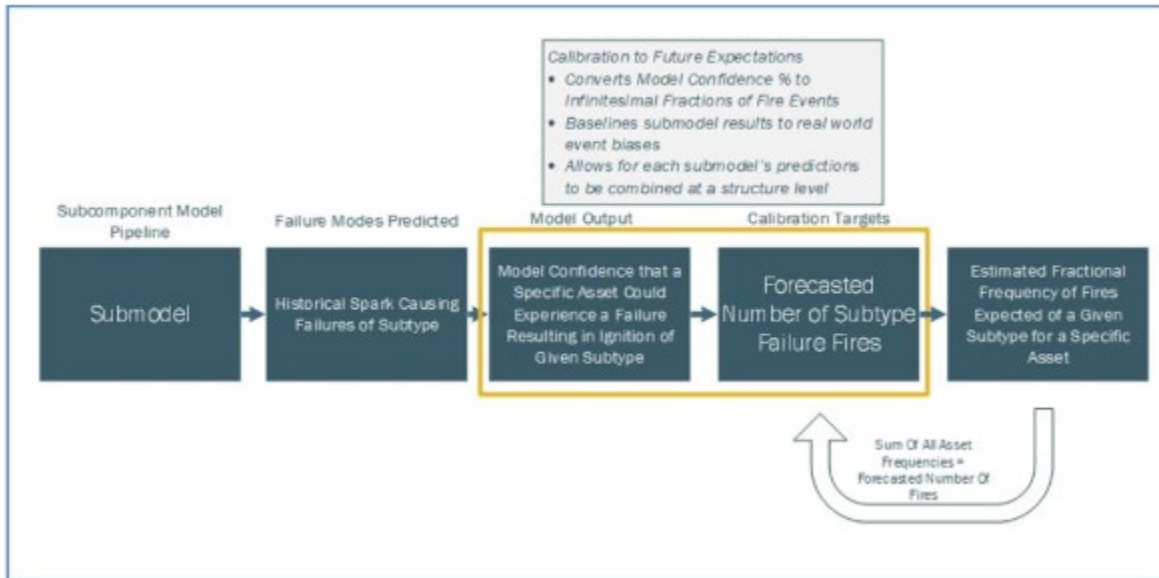 Calibration to Future Expectations
• Converts Model Confidence % to
Infinitesimal Fractions of Fire Events
• Baselines submodel results to real world
event biases
• Allows for each submodel's predictions
to be combined at a structure level
Subcomponent Model
Pipeline
Failure Modes Predicted
Model Output
Calibration Targets
Submodel
Historical Spark Causing
Failures of Subtype
Model Confidence that a
Specific Asset Could
Experience a Failure
Resulting in Ignition of
Given Subtype
Forecasted
Number of Subtype
Failure Fires
Estimated Fractional
Frequency of Fires
Expected of a Given
Subtype for a Specific
Asset
Sum Of All Asset
Frequencies =
Forecasted Number Of
Fires